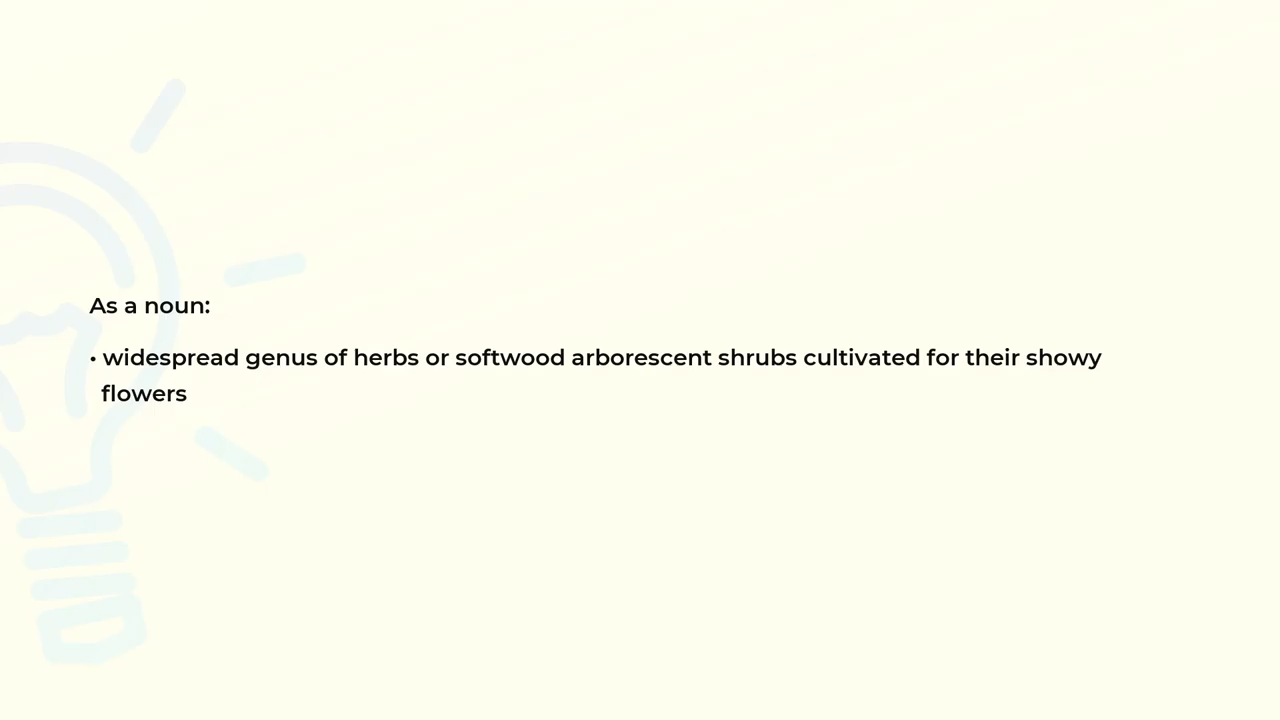 As a noun:
• widespread genus of herbs or softwood arborescent shrubs cultivated for their showy
flowers